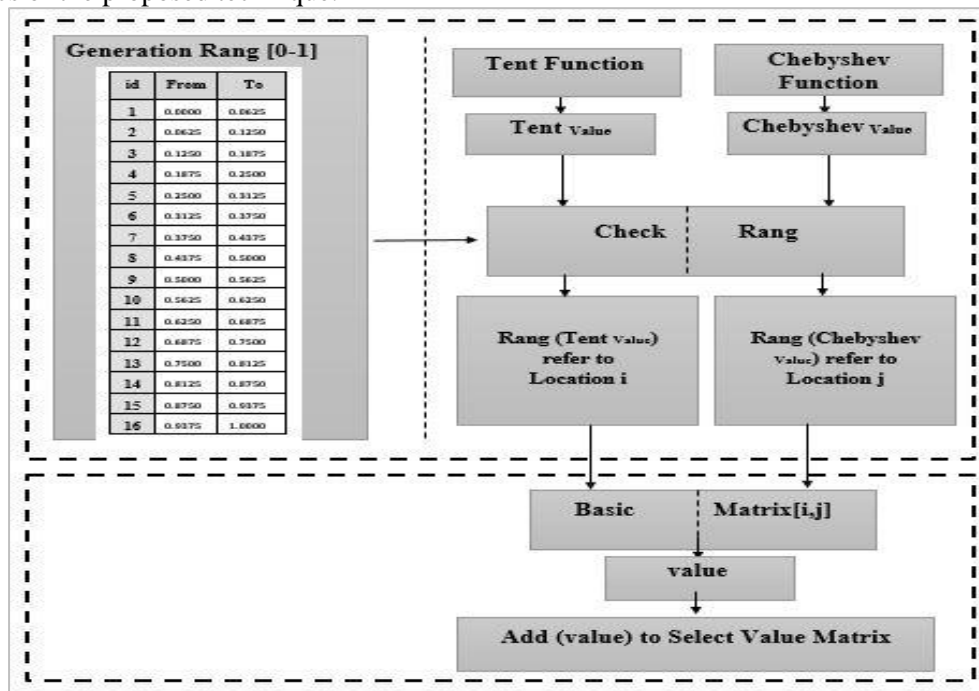 es of the proposed technique.
Generation Rang [0-1]
id From To
1 0.0000 0.0625
2 0.0625 0.1250
3 0.1250 0.1875
4 0.1875 0.2500
5 0.2500 0.3125
6 0.3125 0.3750
7 0.3750 0.4375
8 0.4375 0.5000
9 0.5000 0.5625
10 0.5625 0.6250
11 0.6250 0.6875
12 0.6875 0.7500
13 0.7500 0.8125
14 0.8125 0.8750
15 0.8750 0.9375
16 0.9375 1.0000
Tent Function
Chebyshev
Function
Tent Value
Chebyshev Value
Check Rang
Rang (Tent Value)
refer to
Location i
Rang (Chebyshev
Value) refer to
Location j
Basic Matrix[i,j]
value
Add (value) to Select Value Matrix